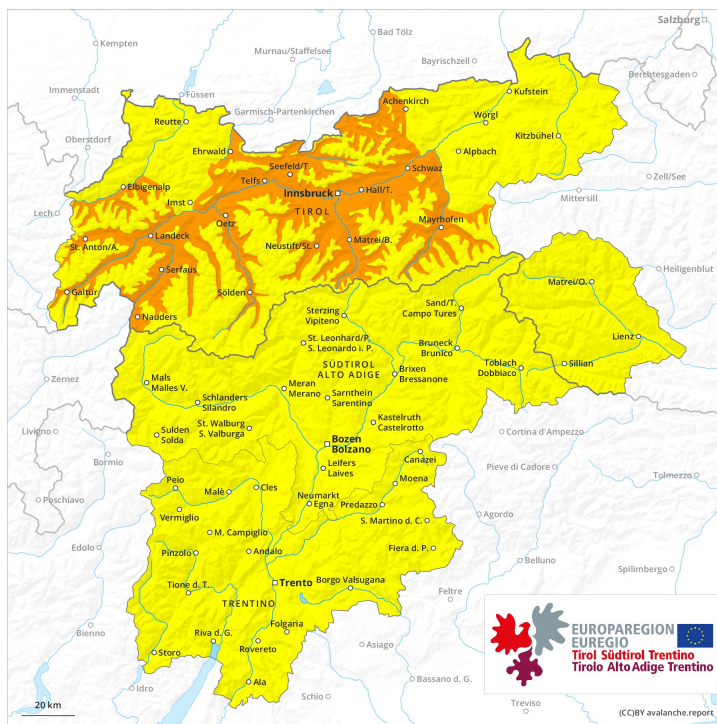 Salzburg
Kempten
Bad Tölz
Murnau/Staffelsee
Bayrischzell
Berchtesgaden
Immenstadt
Füssen
Garmisch-Partenkirchen
Achenkirch
Kufstein
Reutte
Wörgl
Oberstdorf
Ehrwald
Kitzbühel
Seefeld/T.
Alpbach
Schwaz
Telfs
Zell/See
Elbigenalp
Innsbruck
Hall/T.
Mittersill
Imst
TIROL
Lech
Oetz
Mayrhofen
St. Anton/A.
Landeck
Neustift/St.
Matrei/B.
Serfaus
Heiligenblut
Galtür
Sölden
Matrei/O.
Nauders
Sand/T.
Campo Tures
Sterzing
Vipiteno
Lienz
St. Leonhard/P.
S. Leonardo i. P.
Bruneck
Brunico
Toblach
Dobbiaco
Sillian
SÜDTIROL
ALTO ADIGE
Brixen
Bressanone
Zernez
Mals
Malles V.
Meran
Merano
Schlanders
Silandro
Sarnthein
Sarentino
St. Walburg
S. Valburga
Kastelruth
Castelrotto
Livigno
Sulden
Solda
Cortina d'Ampezzo
Bozen
Bolzano
Bormio
Canazei
Pieve di Cadore
Leifers
Laives
Tolmezzo
Poschiavo
Peio
Malè
Cles
Moena
Neumarkt
Egna
Predazzo
Vermiglio
Agordo
S. Martino d. C.
M. Campiglio
Edolo
Pinzolo
Andalo
Fiera d. P.
Belluno
Spilimbergo
Tione d. T.
Trento
Borgo Valsugana
Feltre
TRENTINO
Bienno
Folgaria
Riva d. G.
Rovereto
Asiago
Storo
Bassano d. G.
Ala
Idro
Schio
Treviso
EUROPAREGION
EUREGIO
Tirol Südtirol Trentino
Tirolo Alto Adige Trentino
20 km
(CC)BY avalanche.report